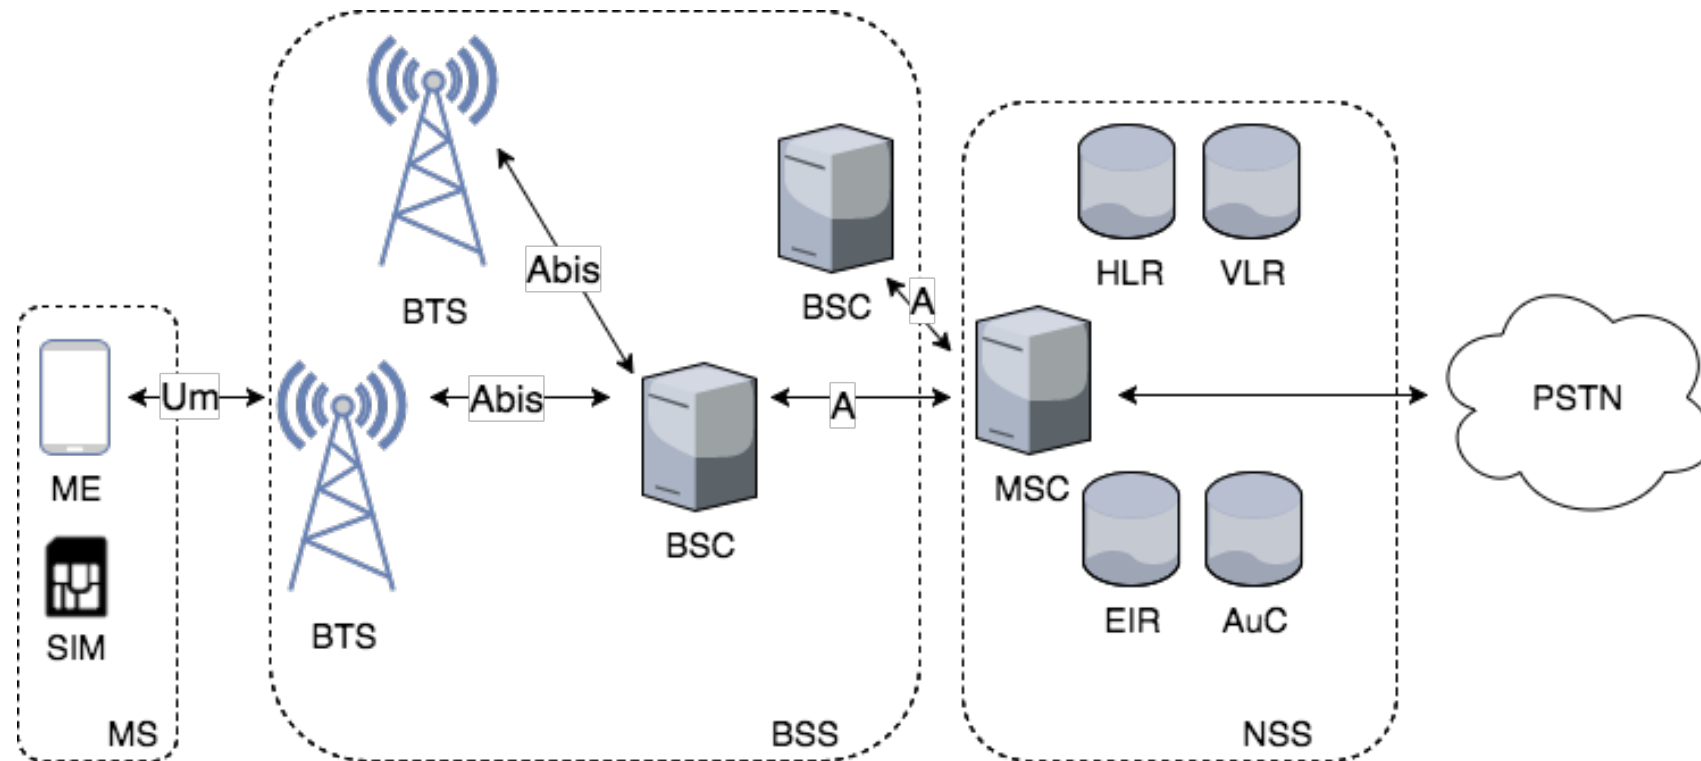 BTS
Abis
BSC
A
HLR
VLR
ME
Um
Abis
A
MSC
PSTN
SIM
BTS
BSC
EIR
AuC
MS
BSS
NSS